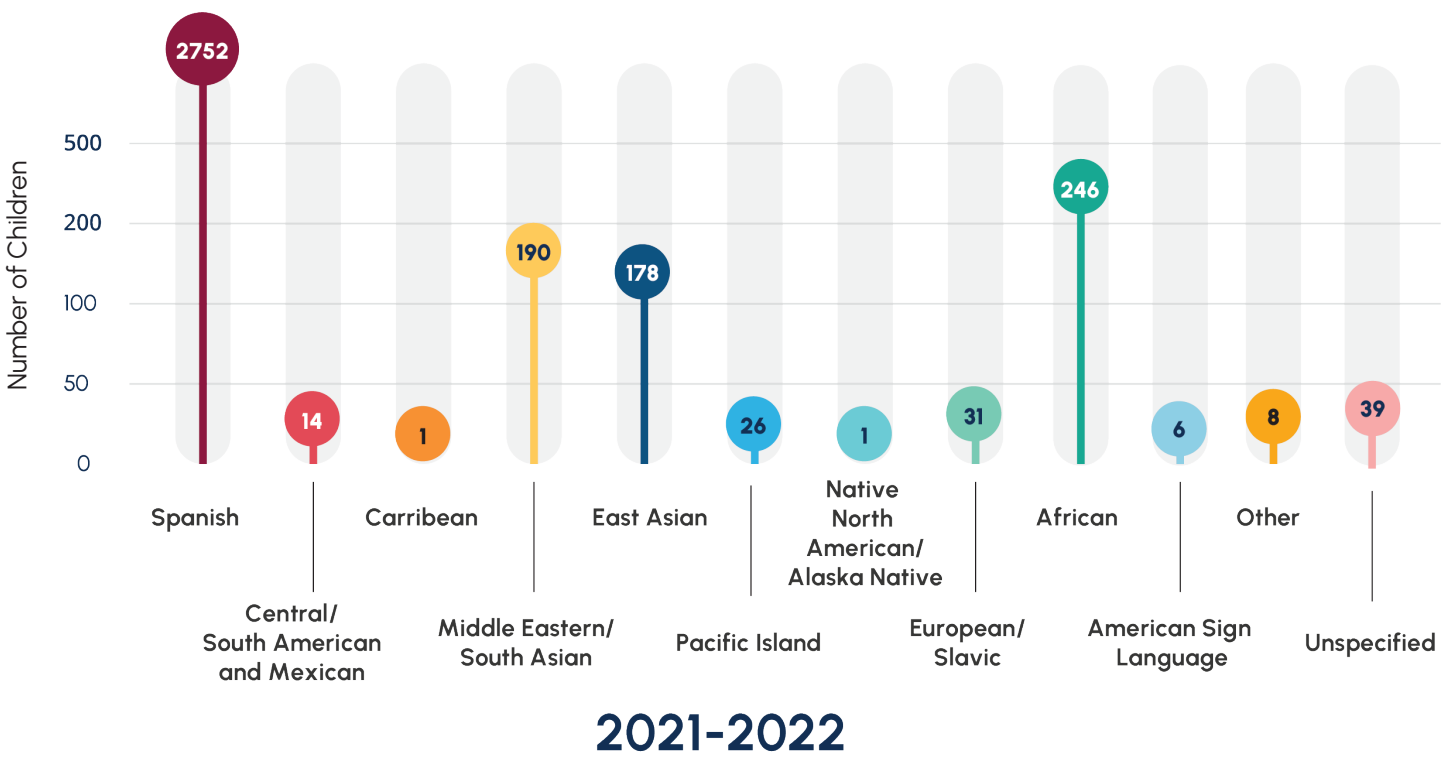 2752
500
200
100
50
0
Number of Children
14
1
190
178
26
1
31
246
6
8
39
Spanish
Central/
South American
and Mexican
Carribean
Middle Eastern/
South Asian
East Asian
Pacific Island
Native
North
American/
Alaska Native
European/
Slavic
African
American Sign
Language
Other
Unspecified
2021-2022